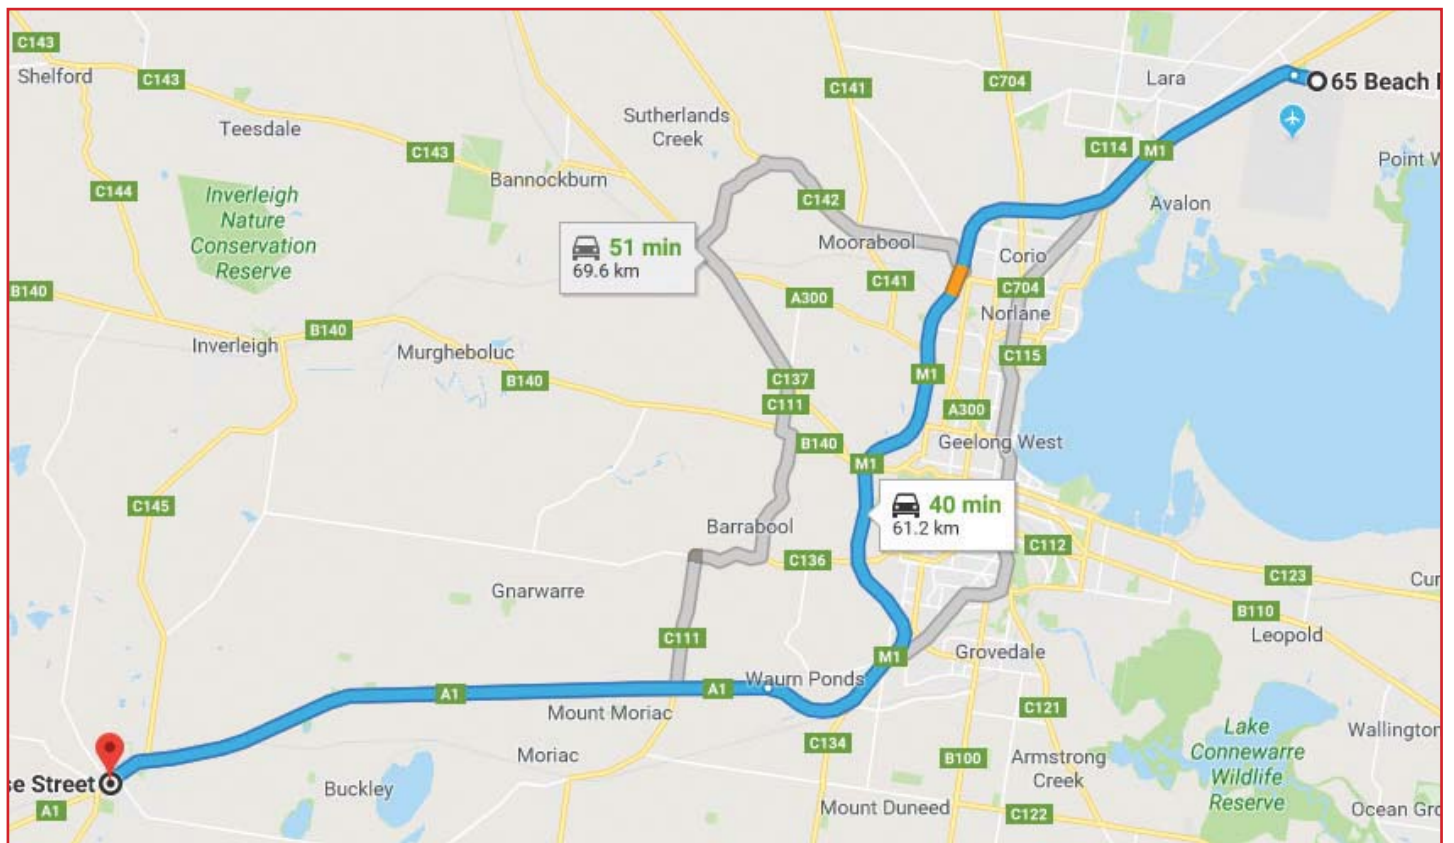 C143
Shelford
C143
Teesdale
C143
C144
Inverleigh
Nature
Conservation
Reserve
Bannockburn
Sutherlands
Creek
C141
C704
Lara
65 Beach
C114
M1
Point
C142
Avalon
51 min
69.6 km
Moorabool
Corio
C141
C704
B140
A300
Norlane
B140
Inverleigh
Murgheboluc
B140
C115
C137
M1
C111
A300
B140
Geelong West
M1
40 min
61.2 km
C145
Barrabool
C136
C112
C123
Gnarwarre
B110
Leopold
C111
M1
Grovedale
A1
A1
Waurn Ponds
Mount Moriac
C121
C134
Moriac
B100
Armstrong
Creek
Lake
Connewarre
Wildlife
Reserve
Wallington
se Street
Buckley
A1
Mount Duneed
C122
Ocean Gro